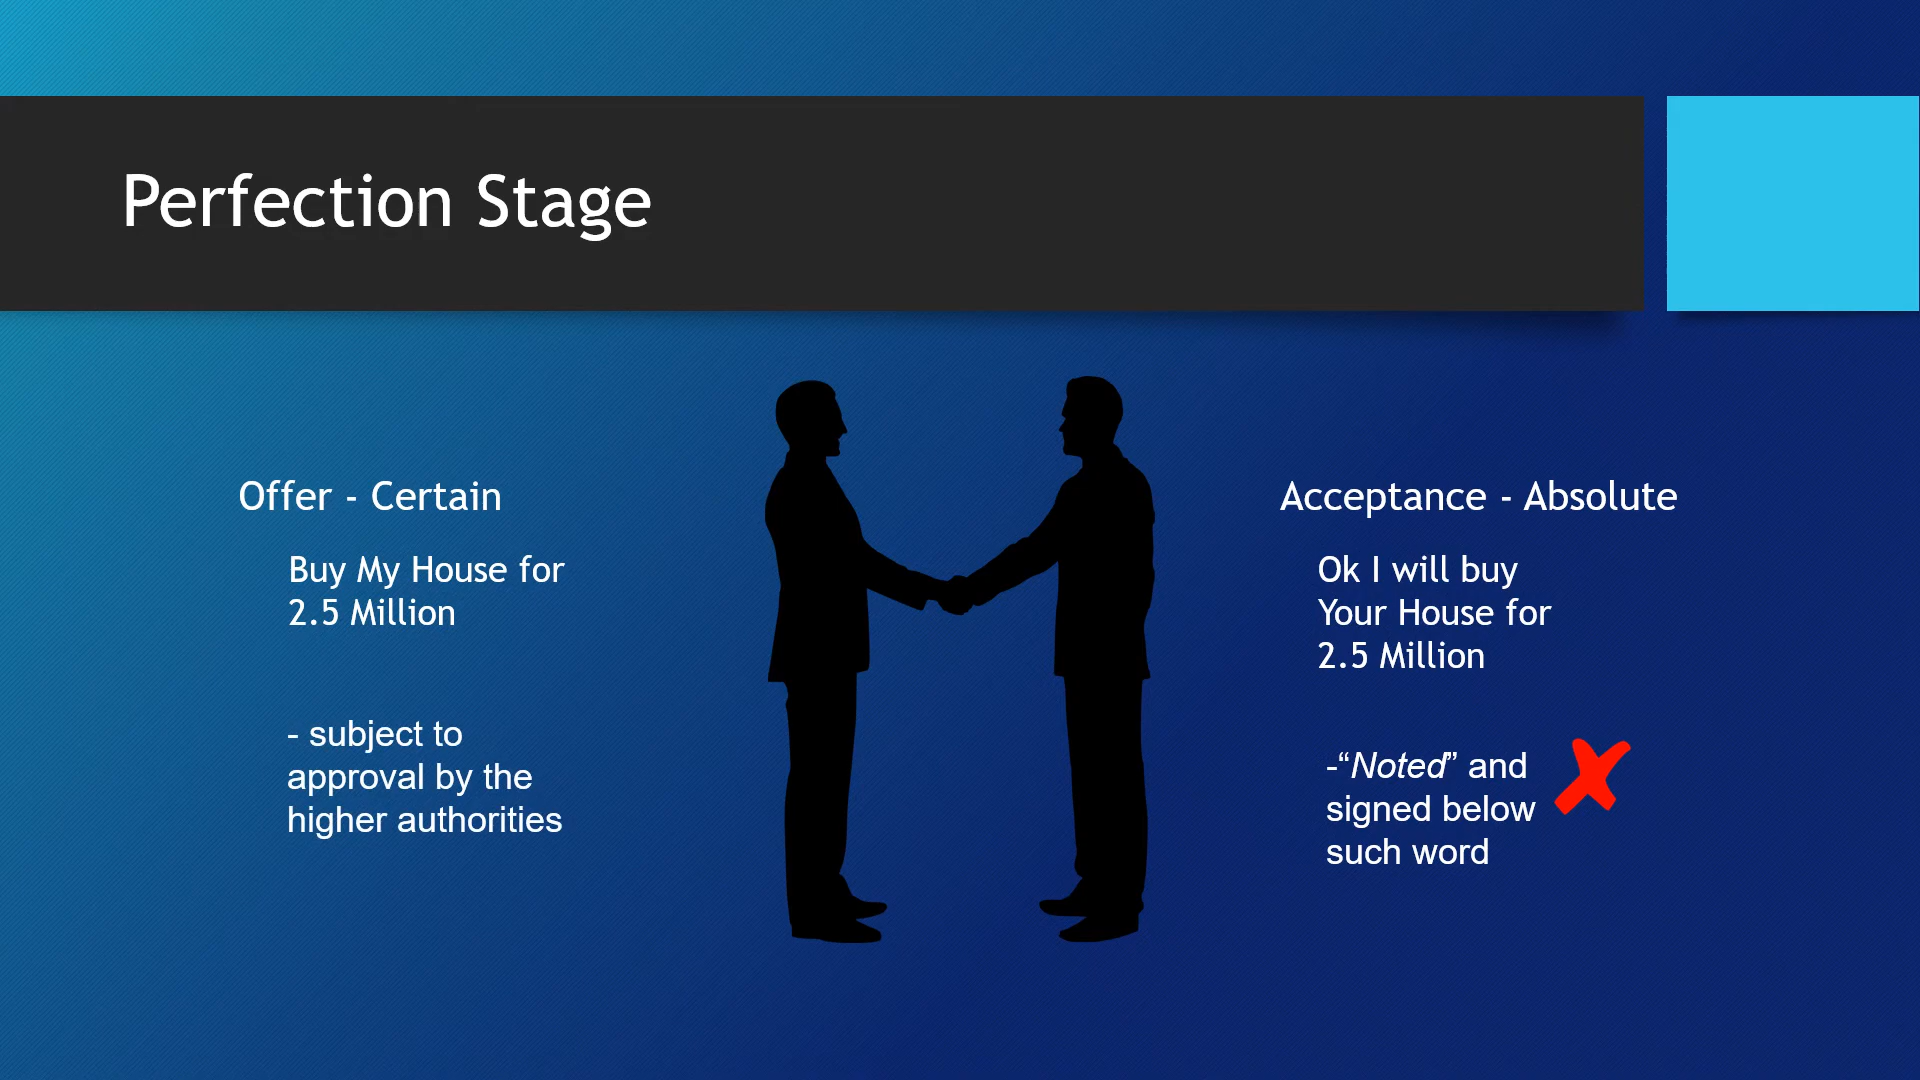 Perfection Stage
Offer - Certain
Buy My House for
2.5 Million
- subject to
approval by the
higher authorities
Acceptance - Absolute
Ok I will buy
Your House for
2.5 Million
-“Noted” and
signed below
such word